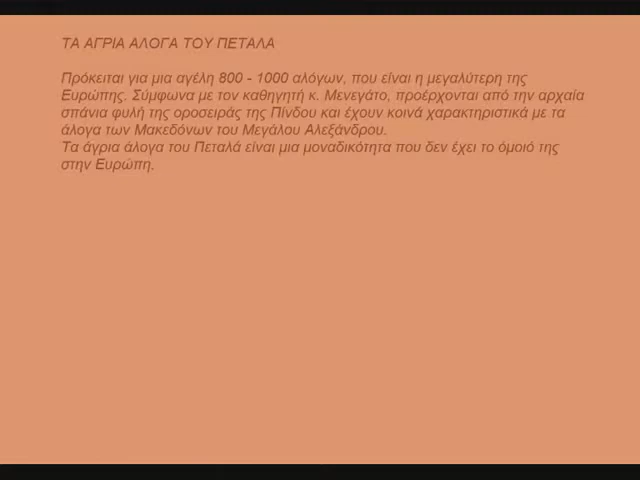 ΤΑ ΑΓΡΙΑ ΑΛΟΓΑ ΤΟΥ ΠΕΤΑΛΑ
Πρόκειται για μια αγέλη 800 - 1000 αλόγων, που είναι η μεγαλύτερη της
Ευρώπης. Σύμφωνα με τον καθηγητή κ. Μενεγάτο, προέρχονται από την αρχαία
σπάνια φυλή της οροσειράς της Πίνδου και έχουν κοινά χαρακτηριστικά με τα
άλογα των Μακεδόνων του Μεγάλου Αλεξάνδρου.
Τα άγρια άλογα του Πεταλά είναι μια μοναδικότητα που δεν έχει το όμοιό της
στην Ευρώπη.